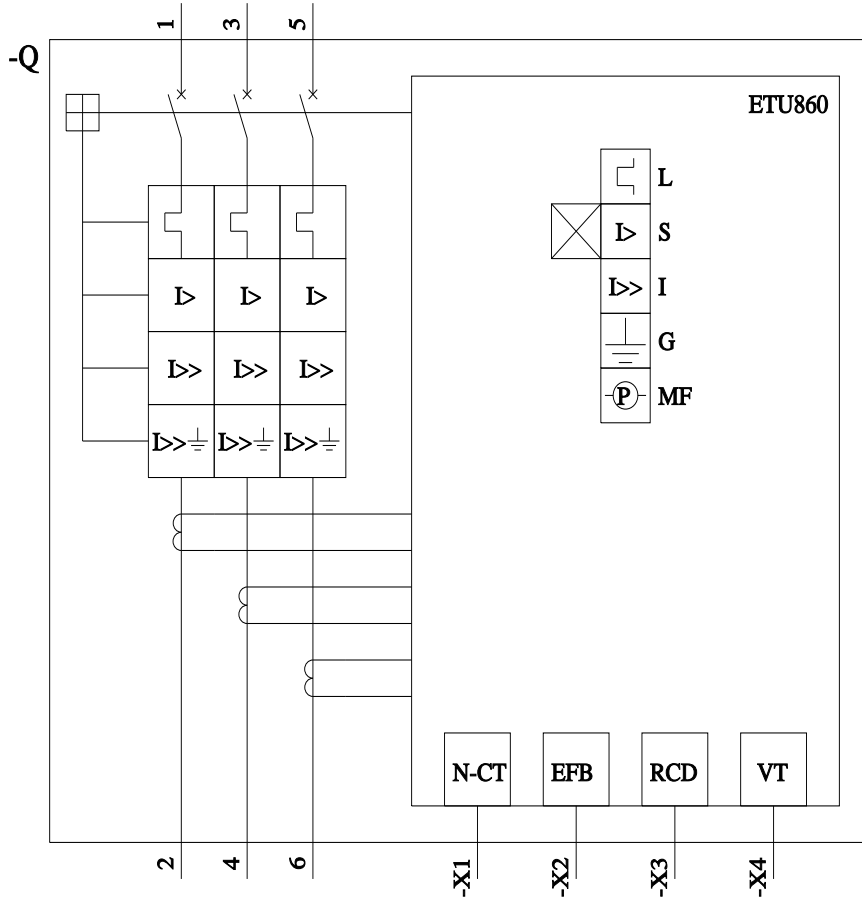 1 3 5
-Q
ETU860
L
I> S
I> I> I> I>> I
I>> I>> I>> G
P MF
I>> I>> I>>
N-CT EFB RCD VT
2 4 6 -X1 -X2 -X3 -X4